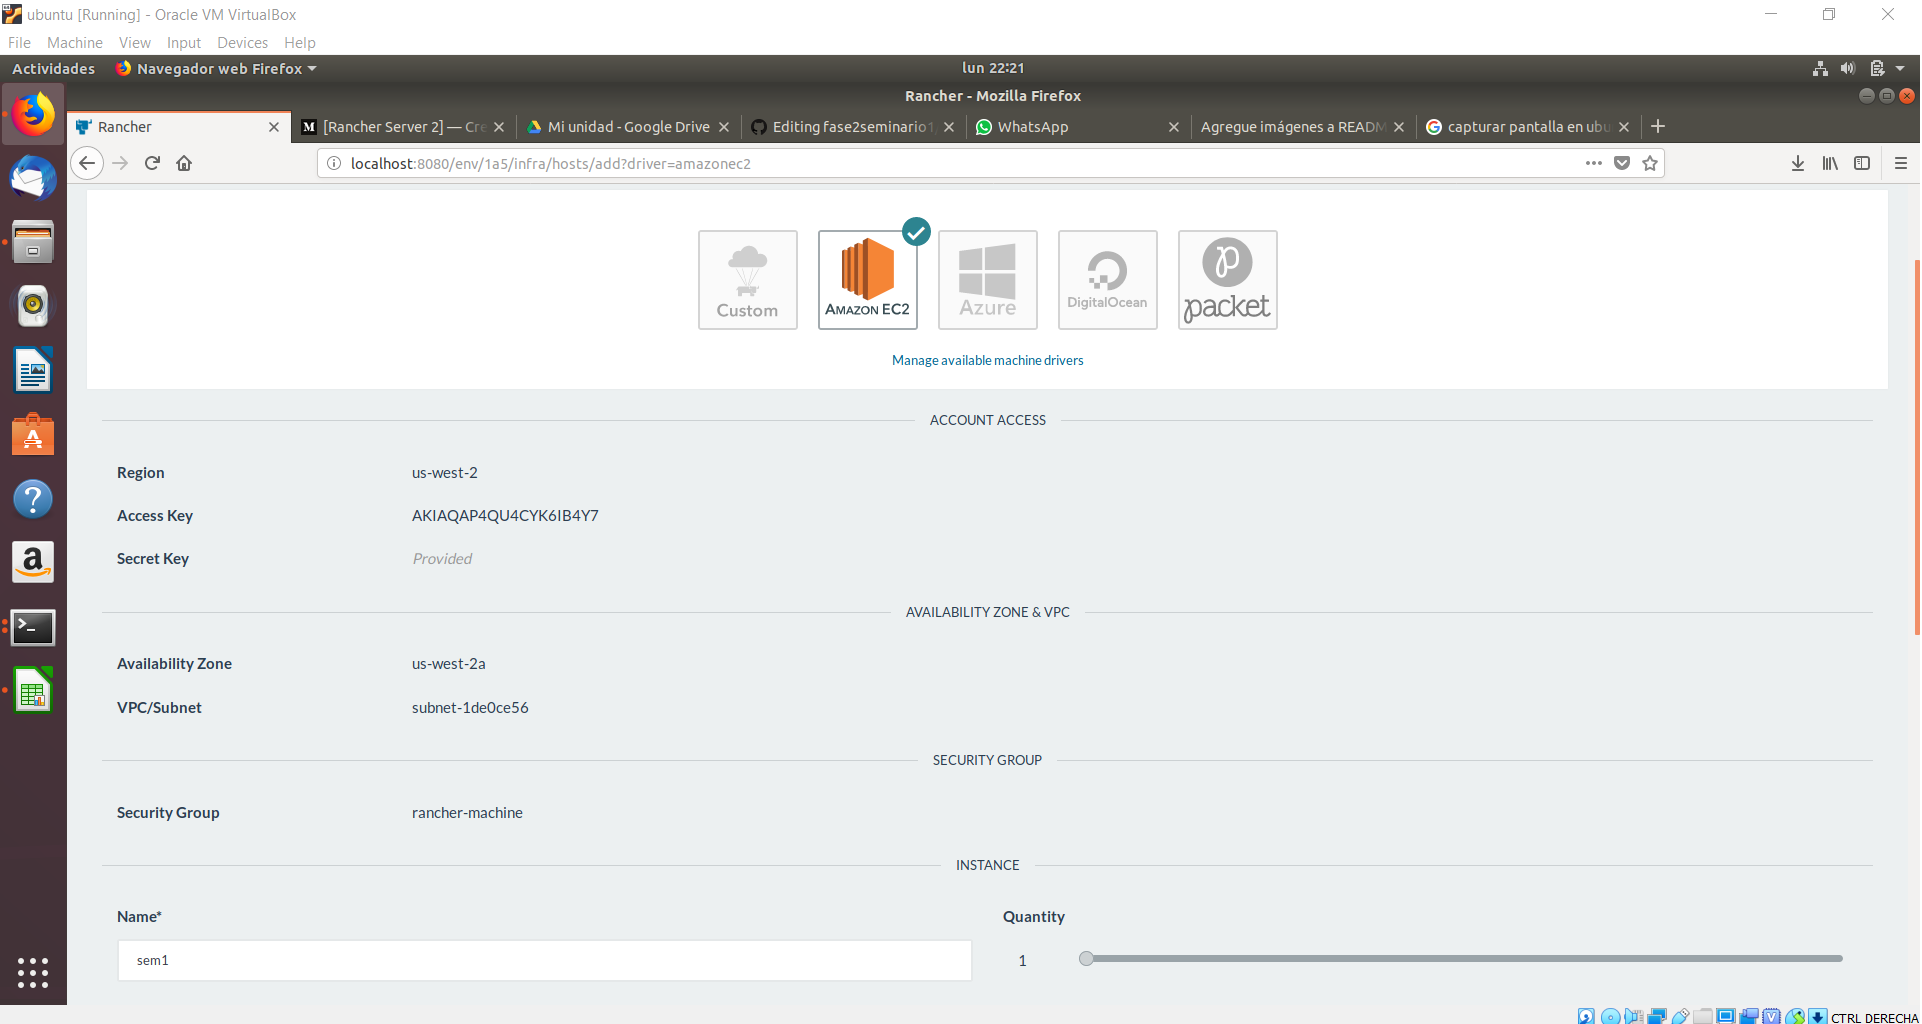 ubuntu [Running] - Oracle VM VirtualBox
File Machine View Input Devices Help
Actividades Navegador web Firefox lun 22:21
Rancher - Mozilla Firefox
Rancher [Rancher Server 2] — Cre Mi unidad - Google Drive Editing fase2seminario1 WhatsApp Agregue imágenes a READM capturar pantalla en ubu
localhost:8080/env/1a5/infra/hosts/add?driver=amazonec2
Custom AMAZON EC2 Azure DigitalOcean packet
Manage available machine drivers
ACCOUNT ACCESS
Region us-west-2
Access Key AKIAQAP4QU4CYK6IB4Y7
Secret Key Provided
AVAILABILITY ZONE & VPC
Availability Zone us-west-2a
VPC/Subnet subnet-1de0ce56
SECURITY GROUP
Security Group rancher-machine
INSTANCE
Name* Quantity
sem1 1
CTRL DERECHA